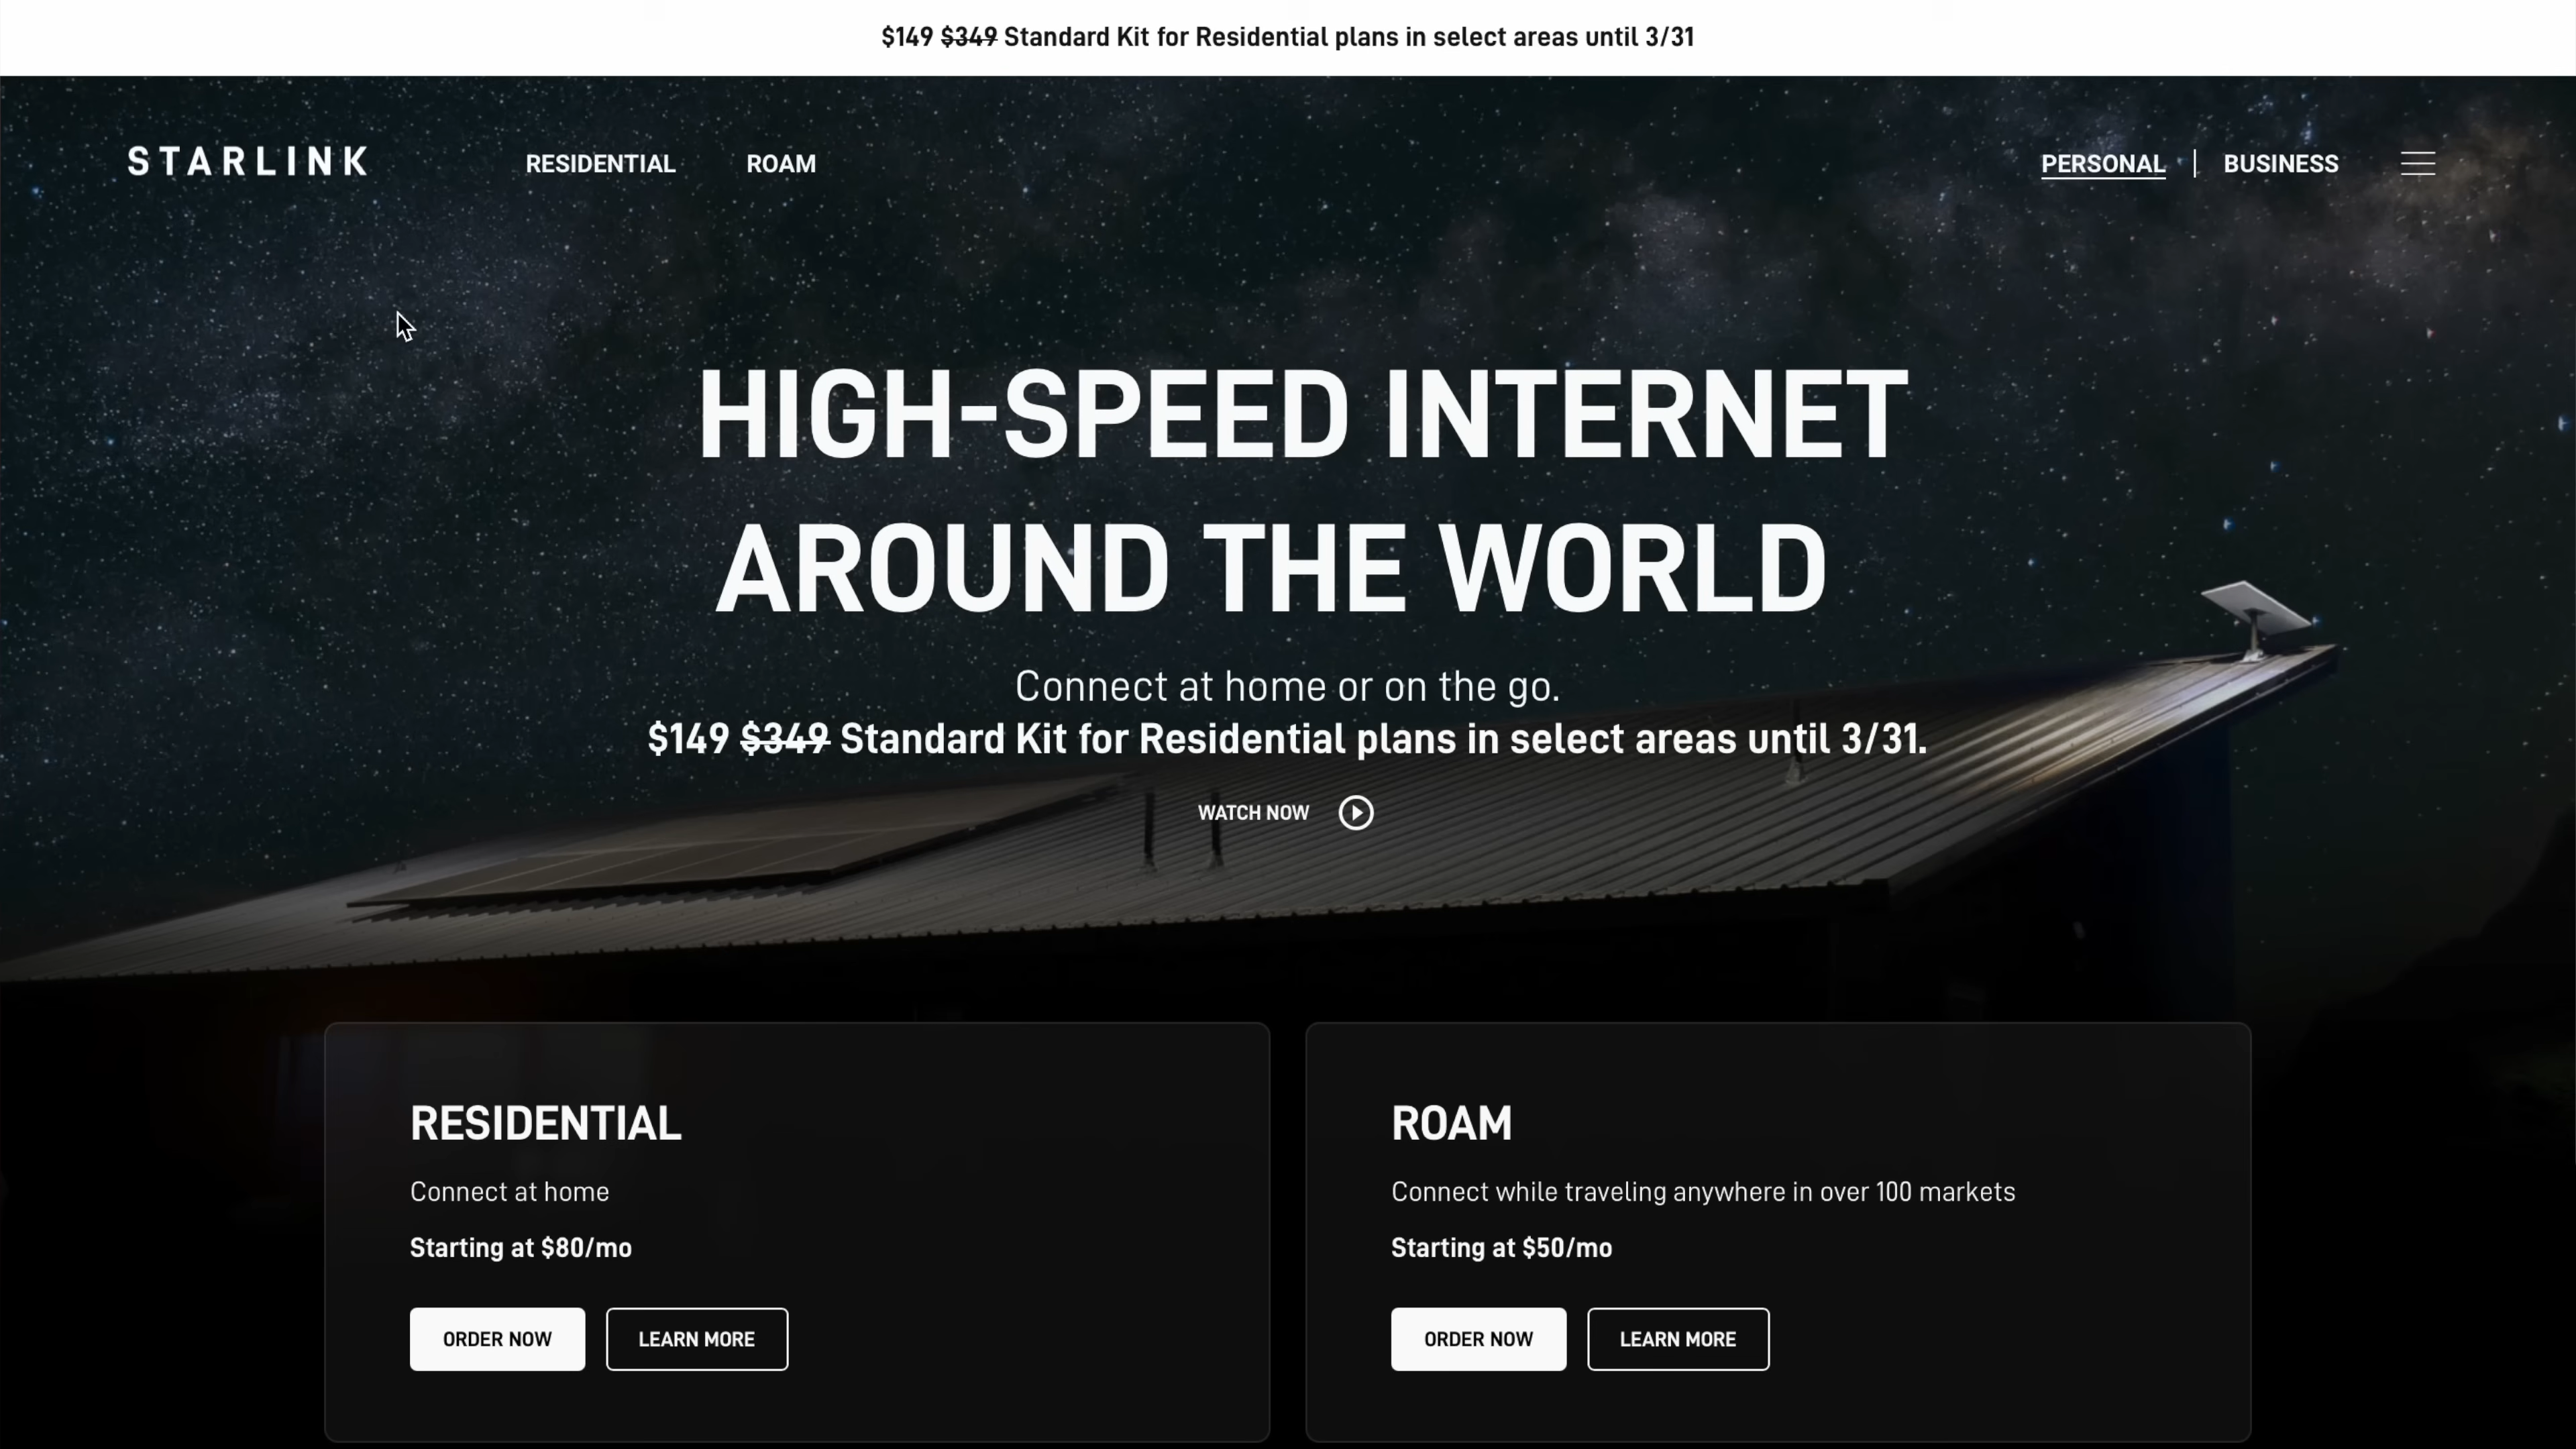 $149 $349 Standard Kit for Residential plans in select areas until 3/31
STARLINK
RESIDENTIAL
ROAM
PERSONAL | BUSINESS
HIGH-SPEED INTERNET
AROUND THE WORLD
Connect at home or on the go.
$149 $349 Standard Kit for Residential plans in select areas until 3/31.
WATCH NOW
RESIDENTIAL
Connect at home
Starting at $80/mo
ORDER NOW
LEARN MORE
ROAM
Connect while traveling anywhere in over 100 markets
Starting at $50/mo
ORDER NOW
LEARN MORE